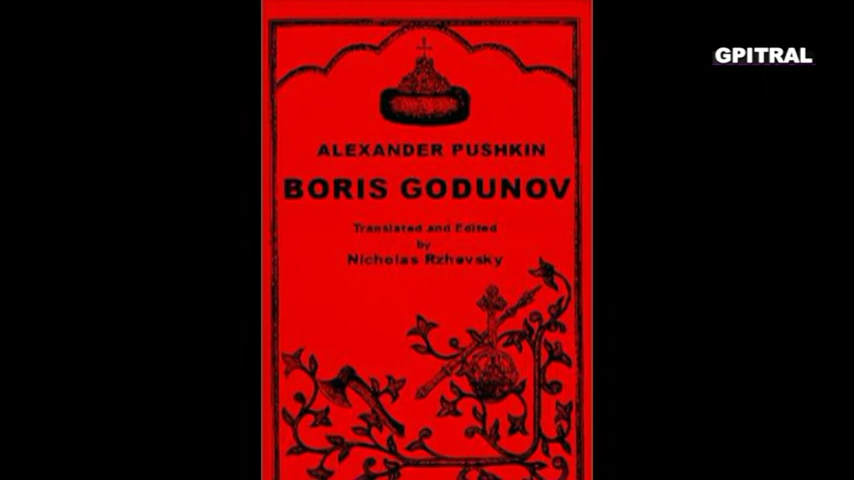 GPITRAL
ALEXANDER PUSHKIN
BORIS GODUNOV
Translated and Edited
by
Nicholas Rzhevsky